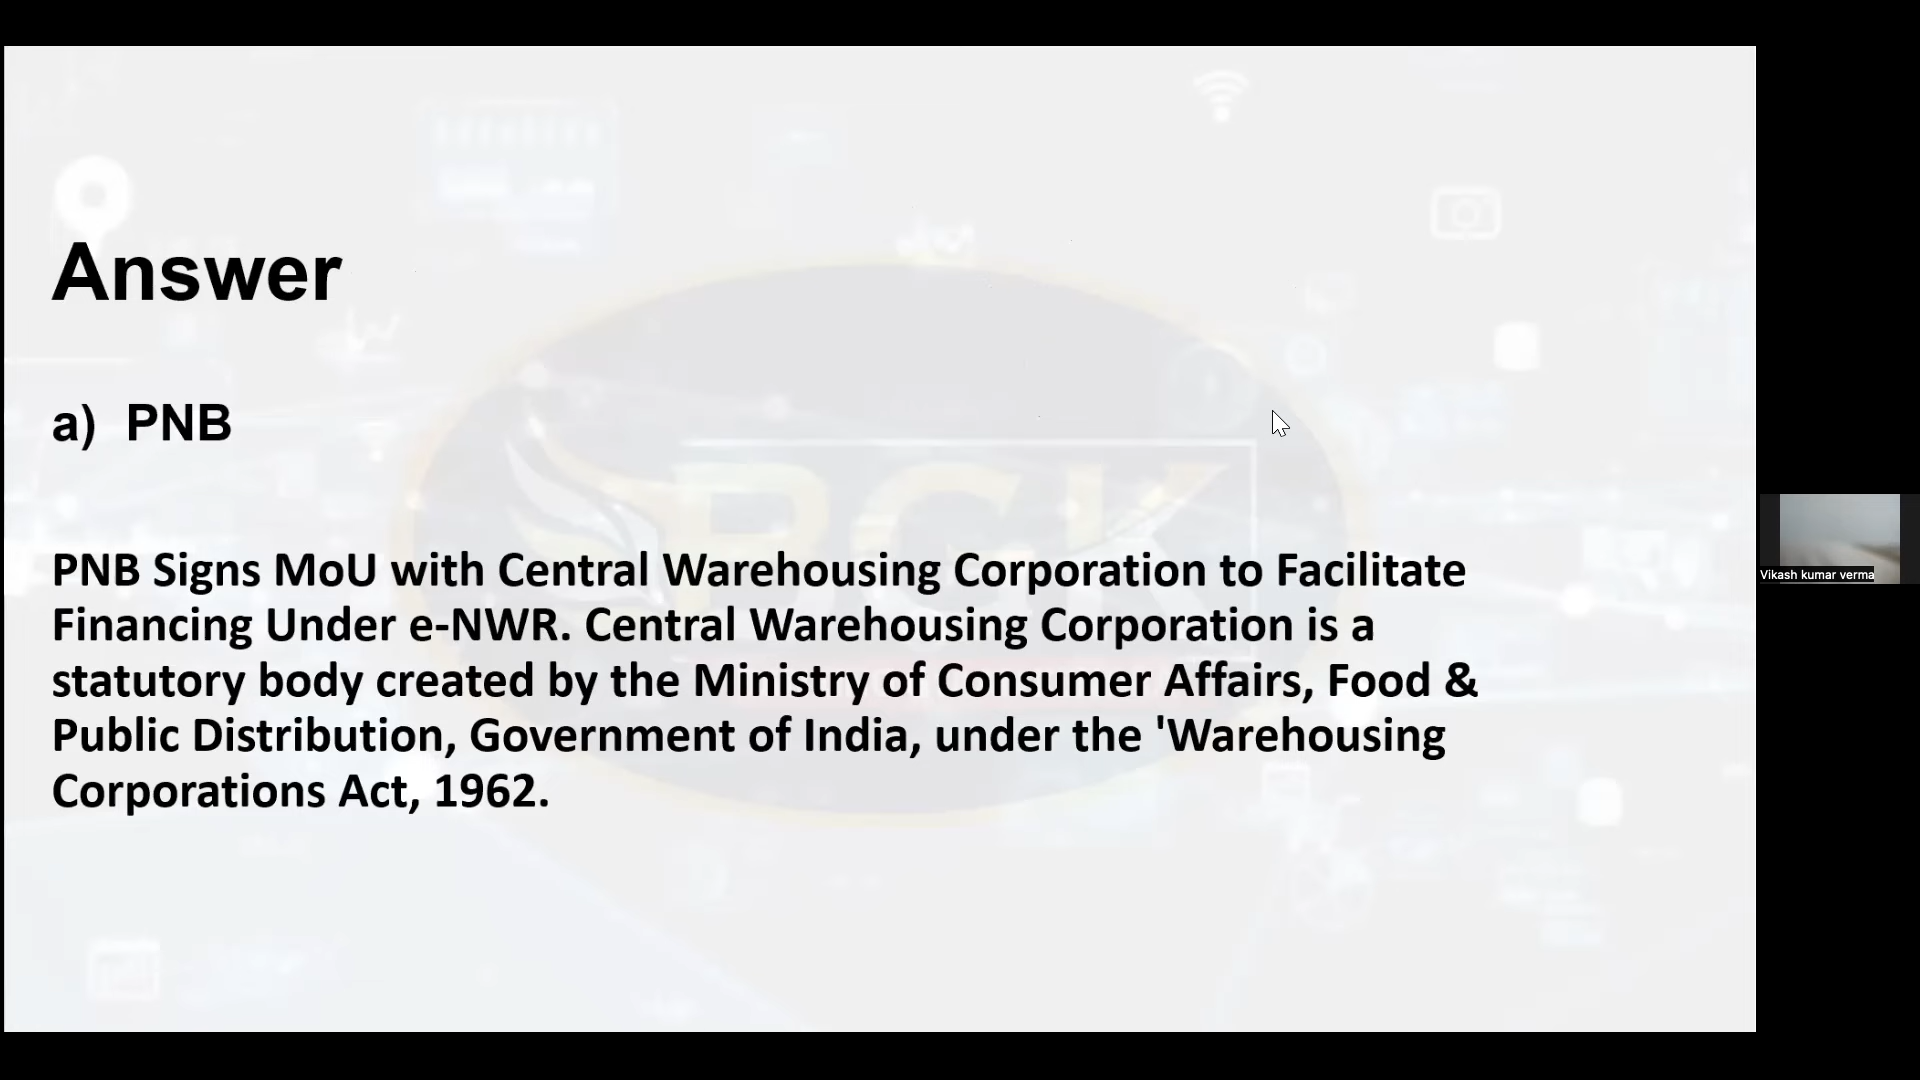 Answer
a) PNB
PNB Signs MoU with Central Warehousing Corporation to Facilitate
Financing Under e-NWR. Central Warehousing Corporation is a
statutory body created by the Ministry of Consumer Affairs, Food &
Public Distribution, Government of India, under the 'Warehousing
Corporations Act, 1962.
Vikash kumar verma